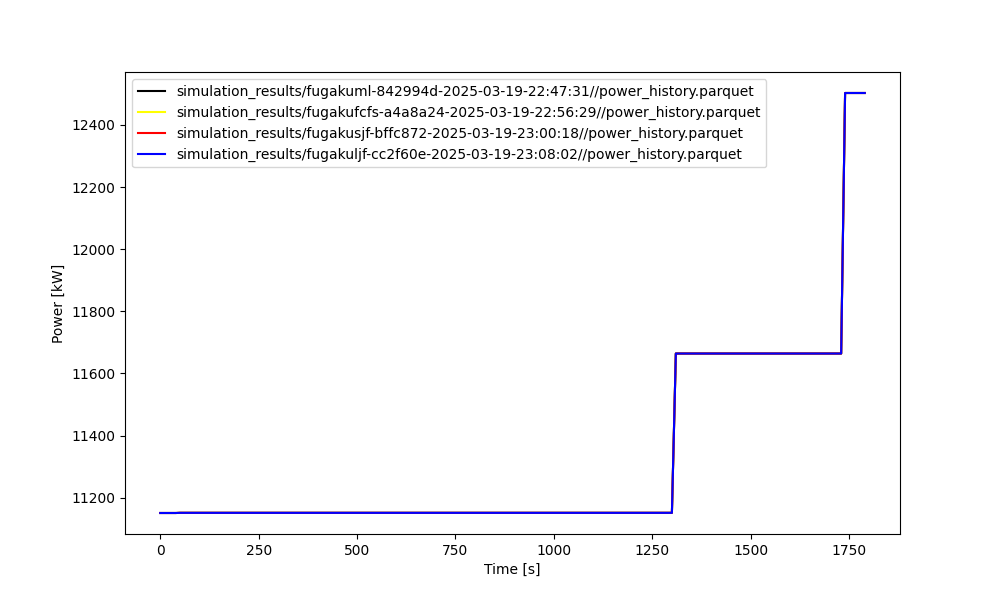 simulation_results/fugakuml-842994d-2025-03-19-22:47:31//power_history.parquet
simulation_results/fugakufcfs-a4a8a24-2025-03-19-22:56:29//power_history.parquet
simulation_results/fugakusjf-bffc872-2025-03-19-23:00:18//power_history.parquet
simulation_results/fugakuljf-cc2f60e-2025-03-19-23:08:02//power_history.parquet
12400
12200
12000
11800
11600
11400
11200
Power [kW]
0 250 500 750 1000 1250 1500 1750
Time [s]